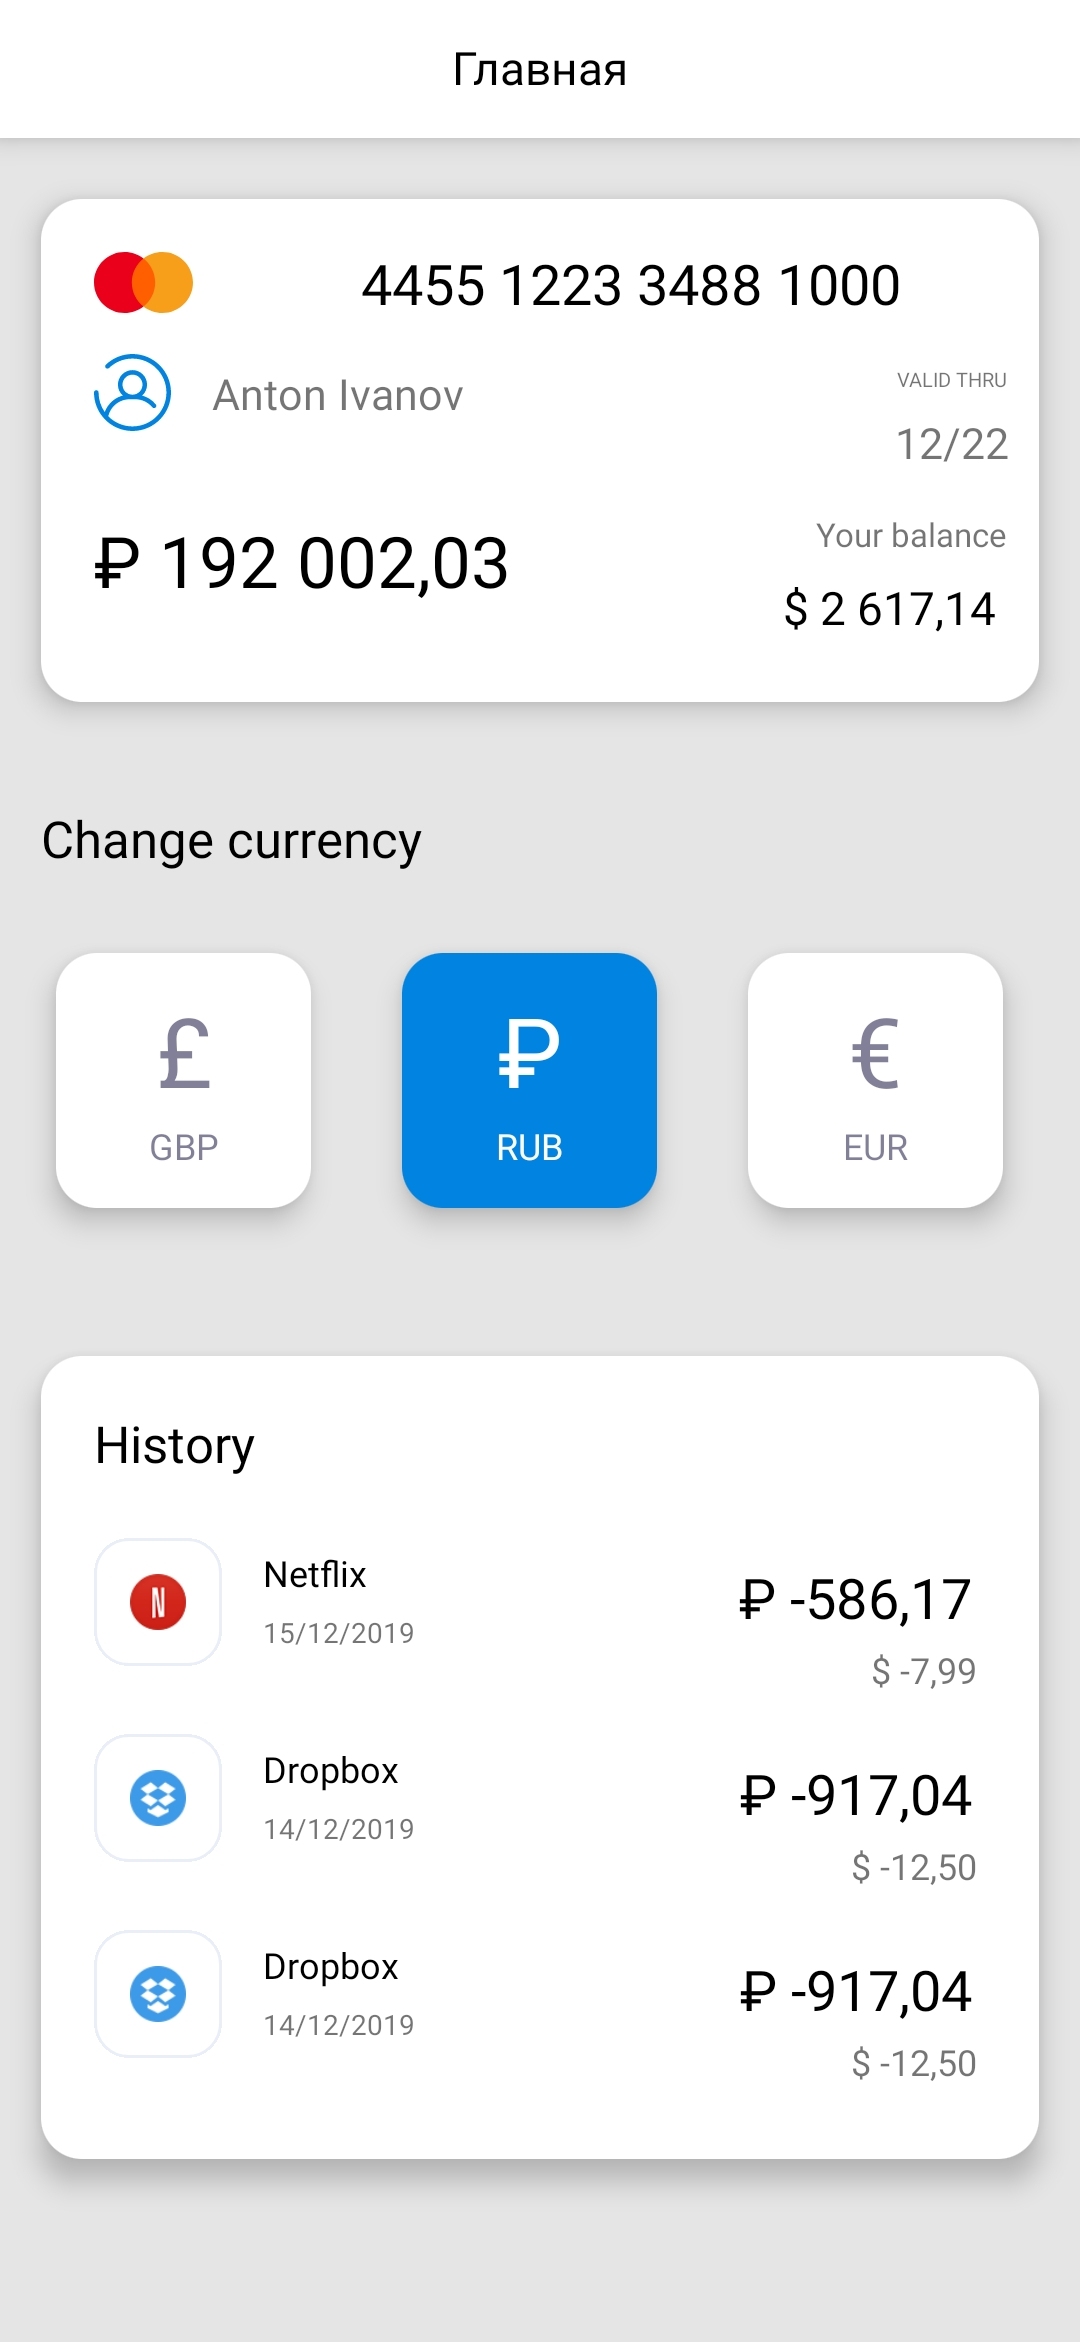 Главная
4455 1223 3488 1000
Anton Ivanov
VALID THRU
12/22
₽ 192 002,03
Your balance
$ 2 617,14
Change currency
£
GBP
₽
RUB
€
EUR
History
N
Netflix
15/12/2019
₽ -586,17
$ -7,99
Dropbox
14/12/2019
₽ -917,04
$ -12,50
Dropbox
14/12/2019
₽ -917,04
$ -12,50